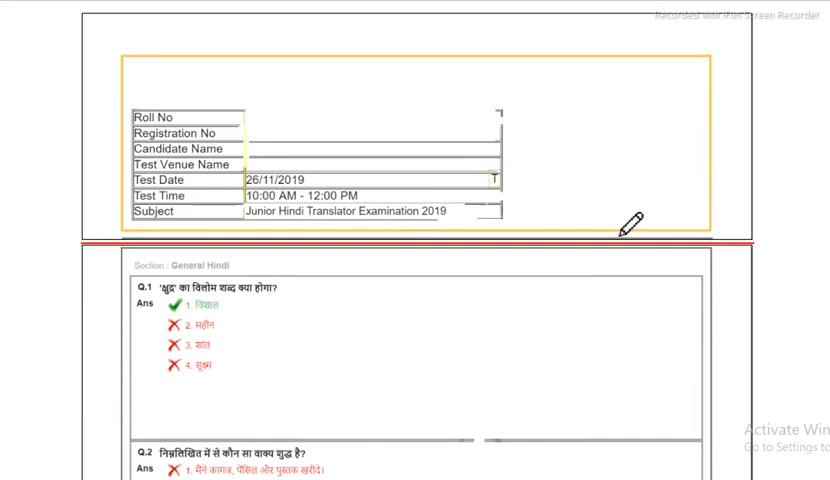 Recorded with iFun Screen Recorder
Roll No
Registration No
Candidate Name
Test Venue Name
Test Date 26/11/2019 T
Test Time 10:00 AM - 12:00 PM
Subject Junior Hindi Translator Examination 2019
Section : General Hindi
Q.1 'क्षुद्र' का विलोम शब्द क्या होगा?
Ans 1. विशाल
2. महीन
3. शांत
4. सूक्ष्म
Activate Win
Go to Settings to
Q.2 निम्नलिखित में से कौन सा वाक्य शुद्ध है?
Ans 1. मैंने कागज, पेंसिल और पुस्तक खरीदे।